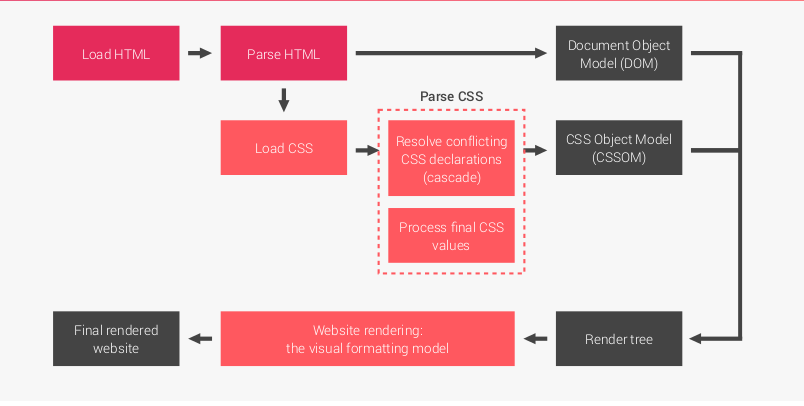 Load HTML
Parse HTML
Document Object
Model (DOM)
Parse CSS
Load CSS
Resolve conflicting
CSS declarations
(cascade)
CSS Object Model
(CSSOM)
Process final CSS
values
Final rendered
website
Website rendering:
the visual formatting model
Render tree